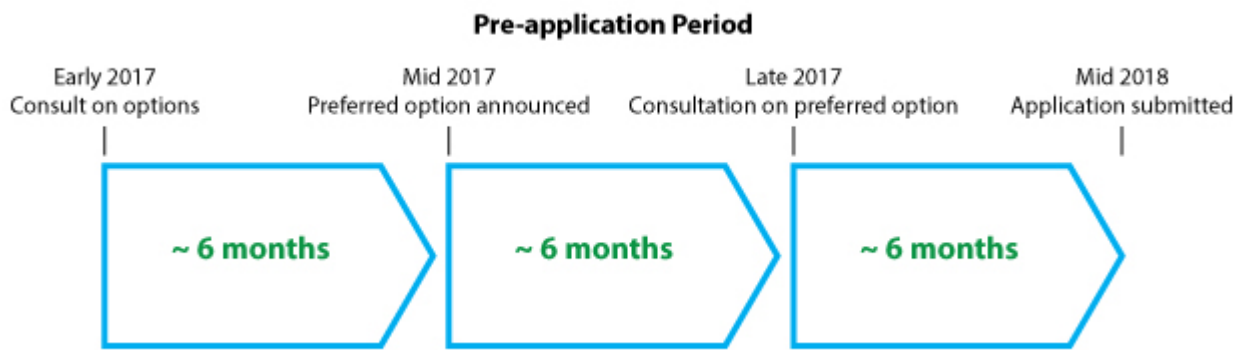 Pre-application Period
Early 2017
Consult on options
Mid 2017
Preferred option announced
Late 2017
Consultation on preferred option
Mid 2018
Application submitted
~ 6 months
~ 6 months
~ 6 months